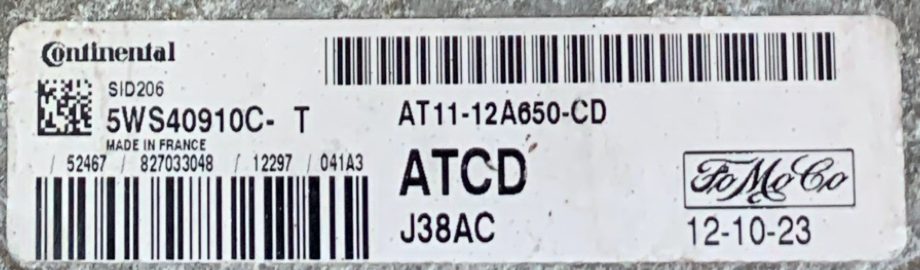 Continental
SID206
5WS40910C- T
MADE IN FRANCE
/ 52467 / 827033048 / 12297 / 041A3
AT11-12A650-CD
ATCD
J38AC
FoMoCo
12-10-23